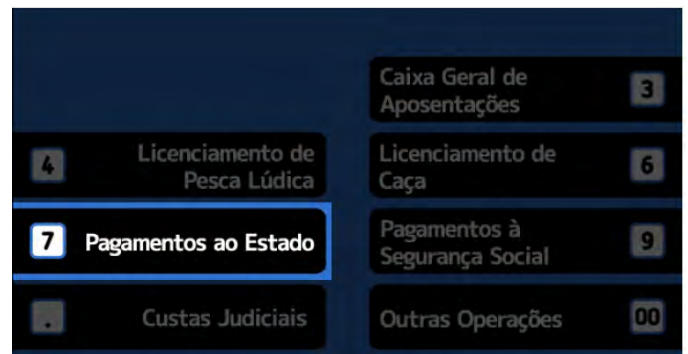 Caixa Geral de
Aposentações
3
4
Licenciamento de
Pesca Lúdica
Licenciamento de
Caça
6
7
Pagamentos ao Estado
Pagamentos à
Segurança Social
9
.
Custas Judiciais
Outras Operações
00